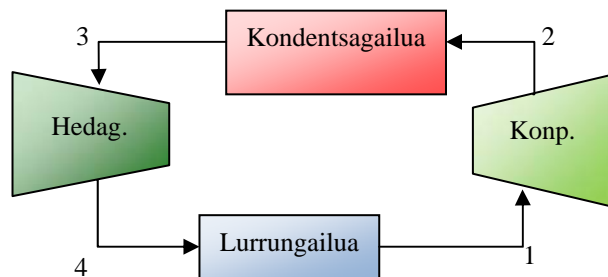 3
Kondentsagailua
2
Hedag.
Konp.
4
Lurrungailua
1